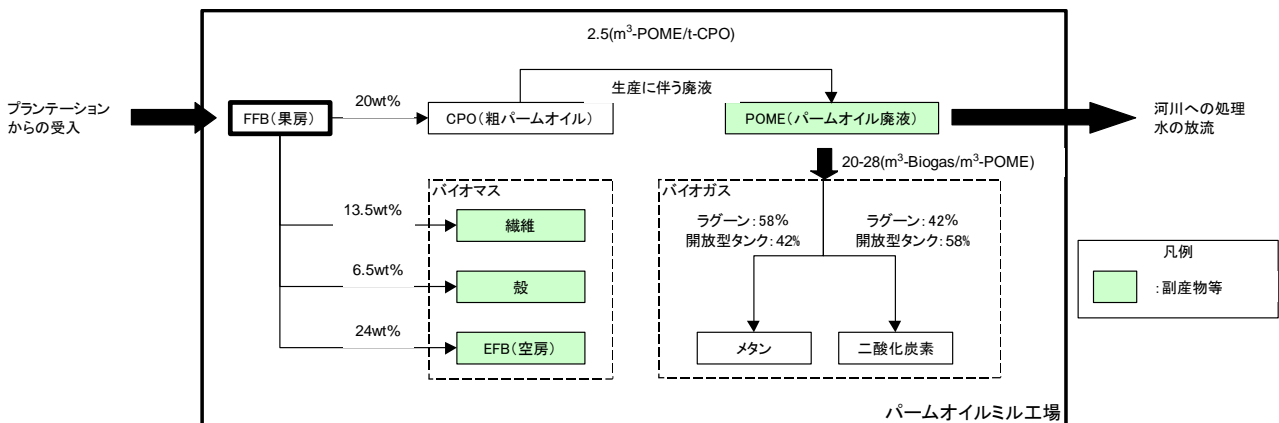 2.5(m³-POME/t-CPO)
プランテーション
からの受入
FFB(果房)
20wt%
CPO(粗パームオイル)
生産に伴う廃液
POME(パームオイル廃液)
河川への処理
水の放流
20-28(m³-Biogas/m³-POME)
バイオマス
13.5wt%
繊維
6.5wt%
殻
24wt%
EFB(空房)
バイオガス
ラグーン:58%
開放型タンク:42%
ラグーン:42%
開放型タンク:58%
メタン
二酸化炭素
凡例
:副産物等
パームオイルミル工場